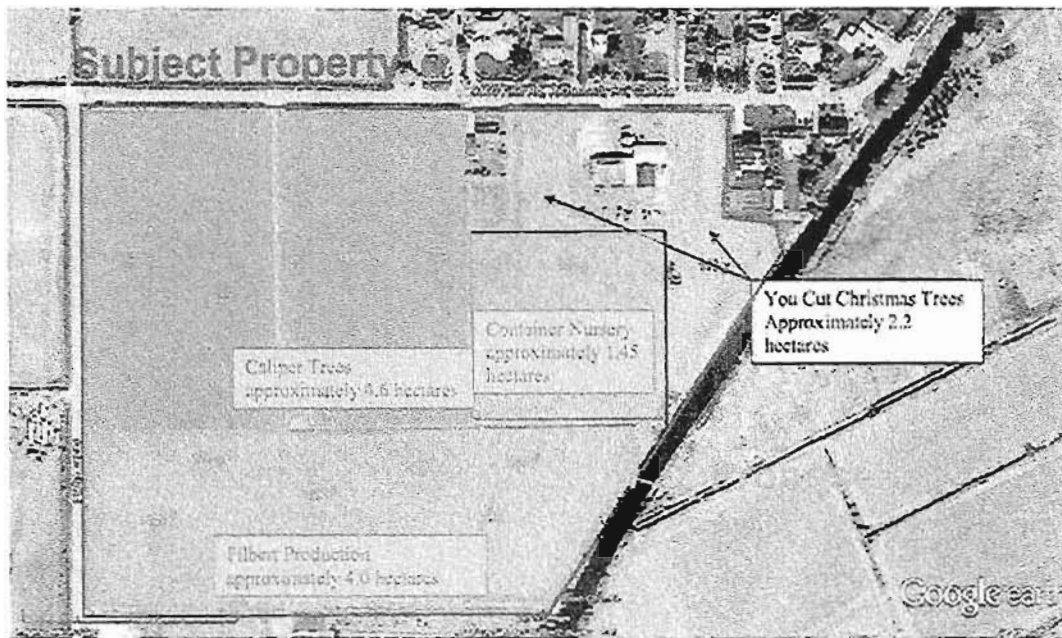 Subject Property
You Cut Christmas Trees
Approximately 2.2
hectares
Container Nursery
approximately 1.45
hectares
Caliper Trees
approximately 4.6 hectares
Filbert Production
approximately 4.0 hectares
Google ea